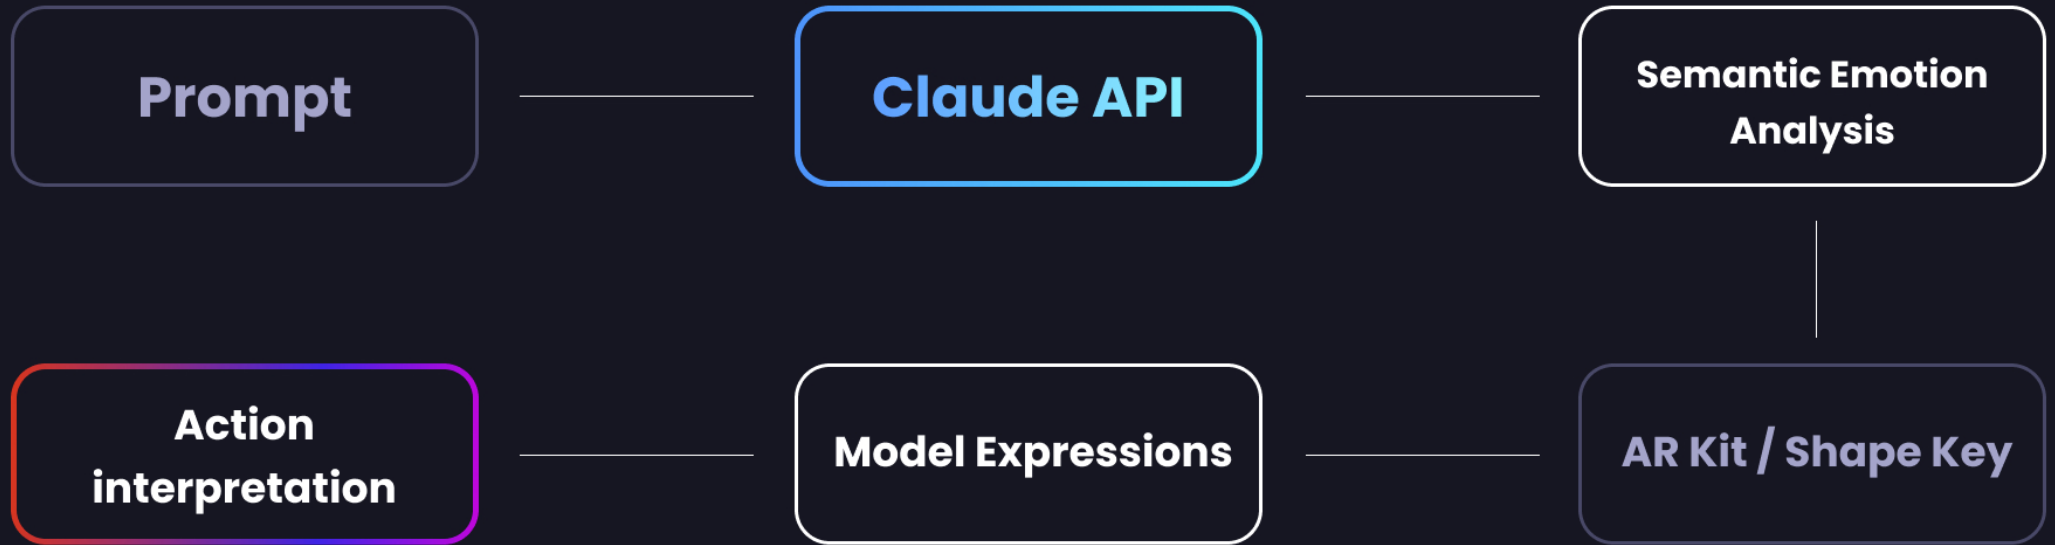 Prompt
Claude API
Semantic Emotion
Analysis
Action
interpretation
Model Expressions
AR Kit / Shape Key